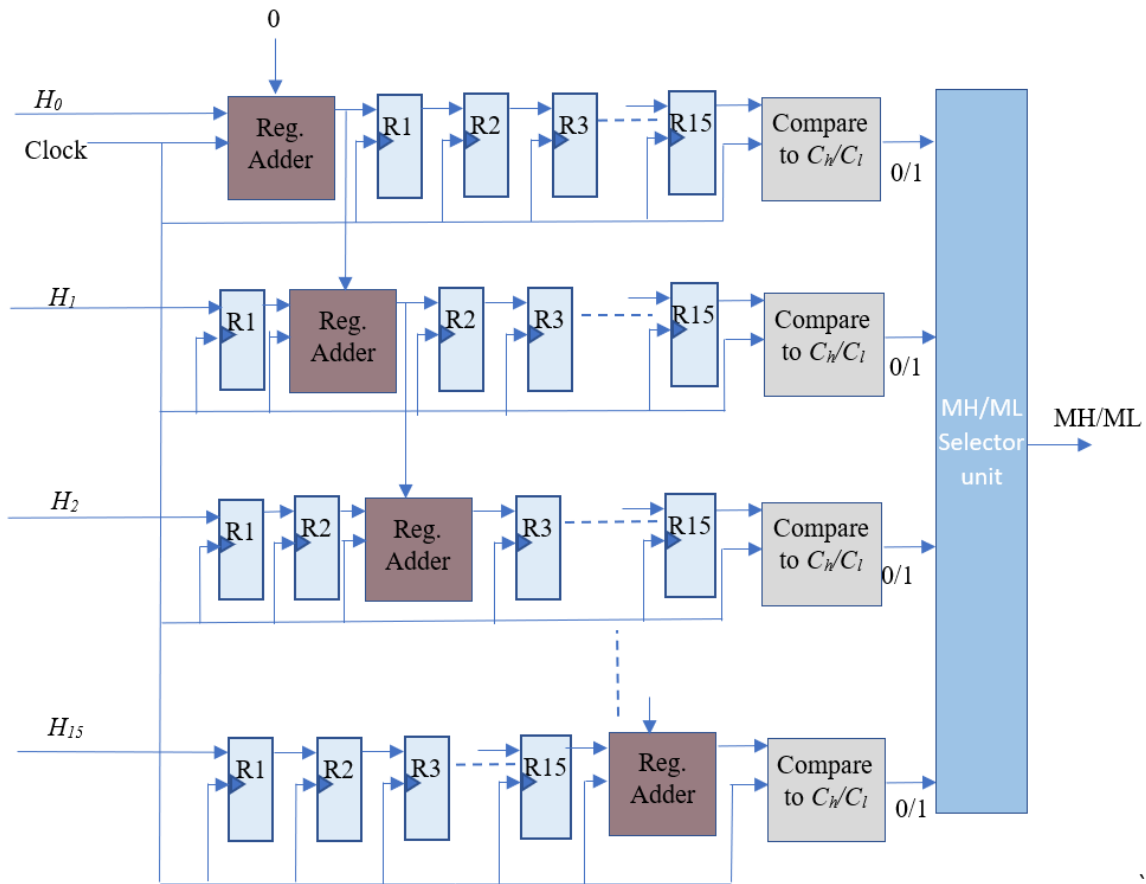 0
H0
Clock
Reg.
Adder
R1
R2
R3
R15
Compare
to Ch/Cl
0/1
H1
R1
Reg.
Adder
R2
R3
R15
Compare
to Ch/Cl
0/1
MH/ML
Selector
unit
MH/ML
H2
R1
R2
Reg.
Adder
R3
R15
Compare
to Ch/Cl
0/1
H15
R1
R2
R3
R15
Reg.
Adder
Compare
to Ch/Cl
0/1